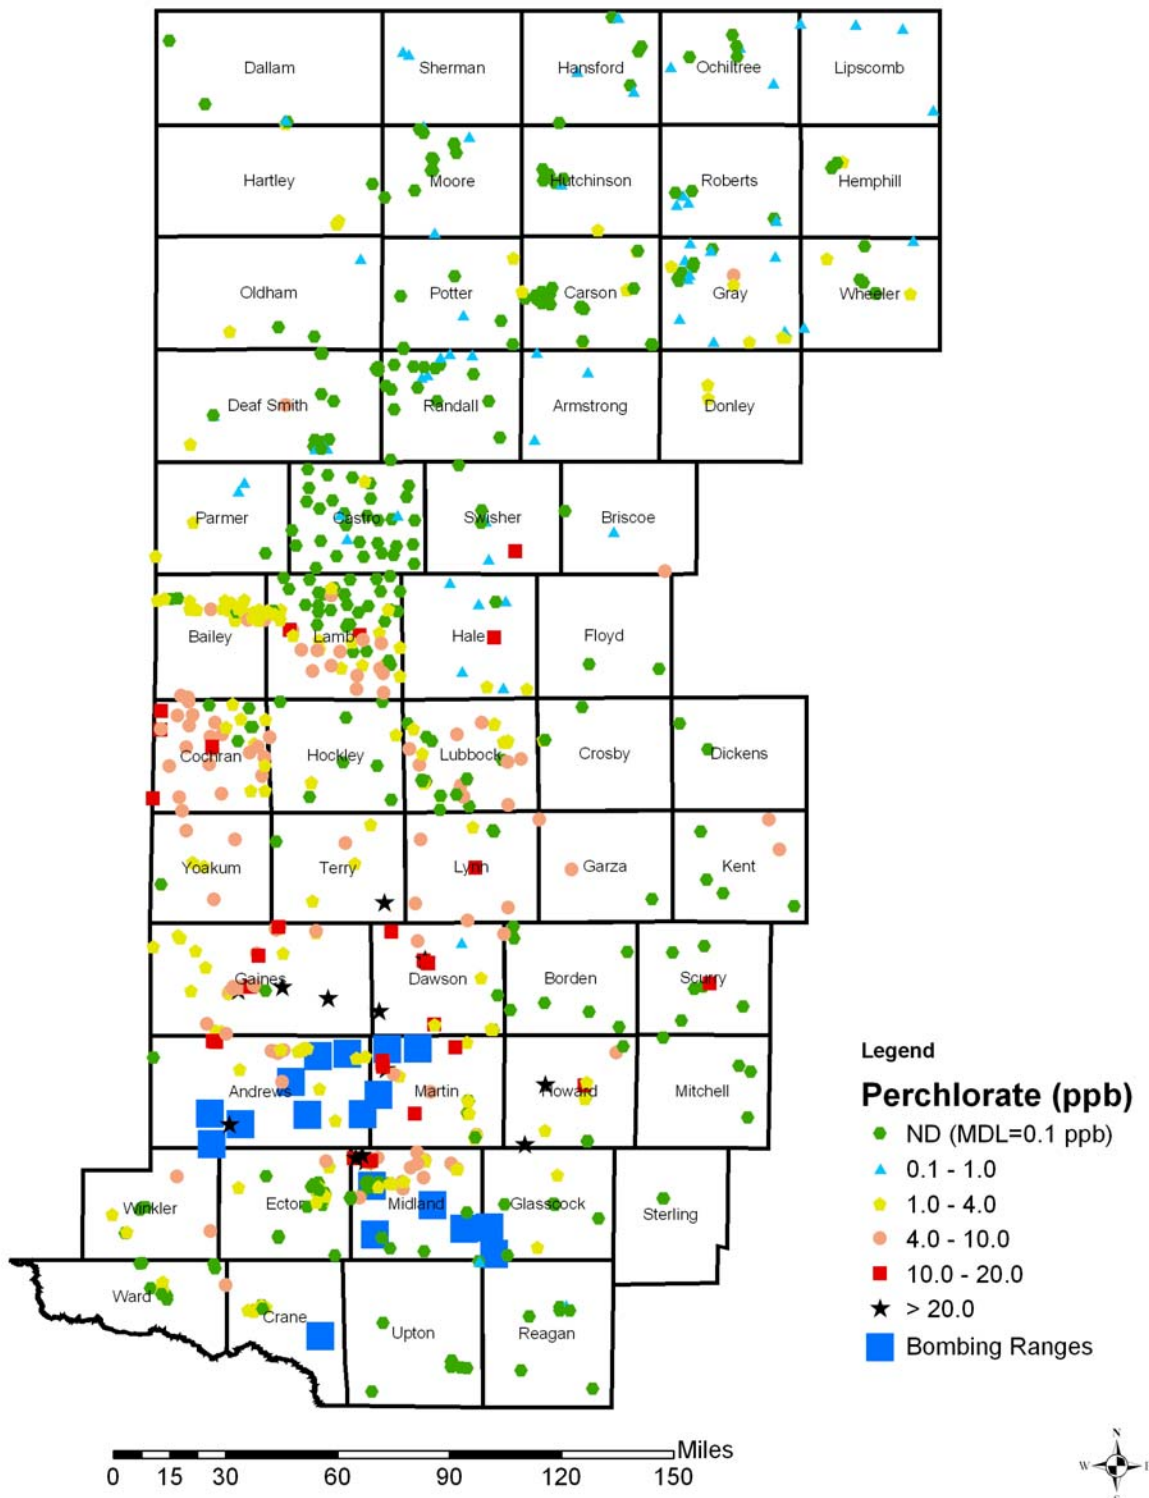 Dallam
Sherman
Hansford
Ochiltree
Lipscomb
Hartley
Moore
Hutchinson
Roberts
Hemphill
Oldham
Potter
Carson
Gray
Wheeler
Deaf Smith
Randall
Armstrong
Donley
Parmer
Castro
Swisher
Briscoe
Bailey
Lamb
Hale
Floyd
Cochran
Hockley
Lubbock
Crosby
Dickens
Yoakum
Terry
Lynn
Garza
Kent
Gaines
Dawson
Borden
Scurry
Andrews
Martin
Howard
Mitchell
Winkler
Ector
Midland
Glasscock
Sterling
Ward
Crane
Upton
Reagan
Legend
Perchlorate (ppb)
ND (MDL=0.1 ppb)
0.1 - 1.0
1.0 - 4.0
4.0 - 10.0
10.0 - 20.0
> 20.0
Bombing Ranges
Miles
0 15 30 60 90 120 150
N
W